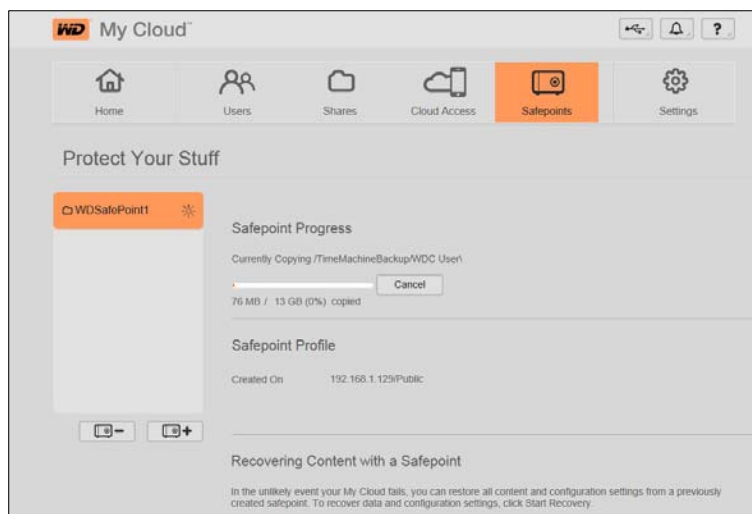 WD My Cloud™
?
Home Users Shares Cloud Access Safepoints Settings
Protect Your Stuff
WDSafePoint1
Safepoint Progress
Currently Copying /TimeMachineBackup/WDC User\
Cancel
76 MB / 13 GB (0%) copied
Safepoint Profile
Created On 192.168.1.129/Public
Recovering Content with a Safepoint
In the unlikely event your My Cloud fails, you can restore all content and configuration settings from a previously
created safepoint. To recover data and configuration settings, click Start Recovery.